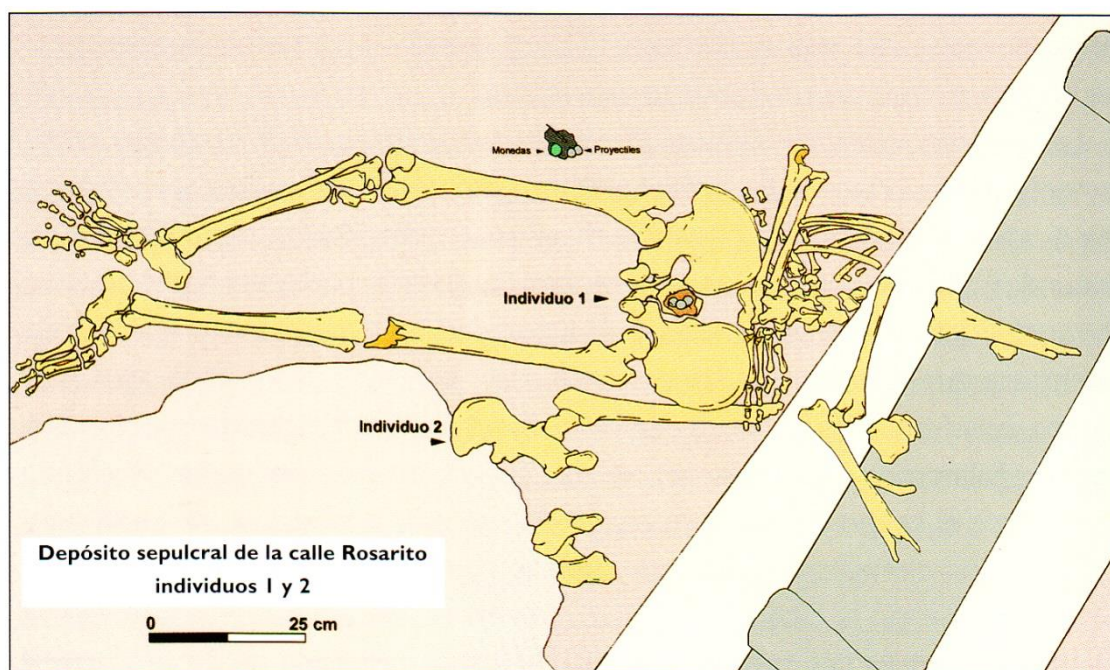 Monedas
Proyectiles
Individuo 1
Individuo 2
Depósito sepulcral de la calle Rosarito
individuos 1 y 2
0
25 cm